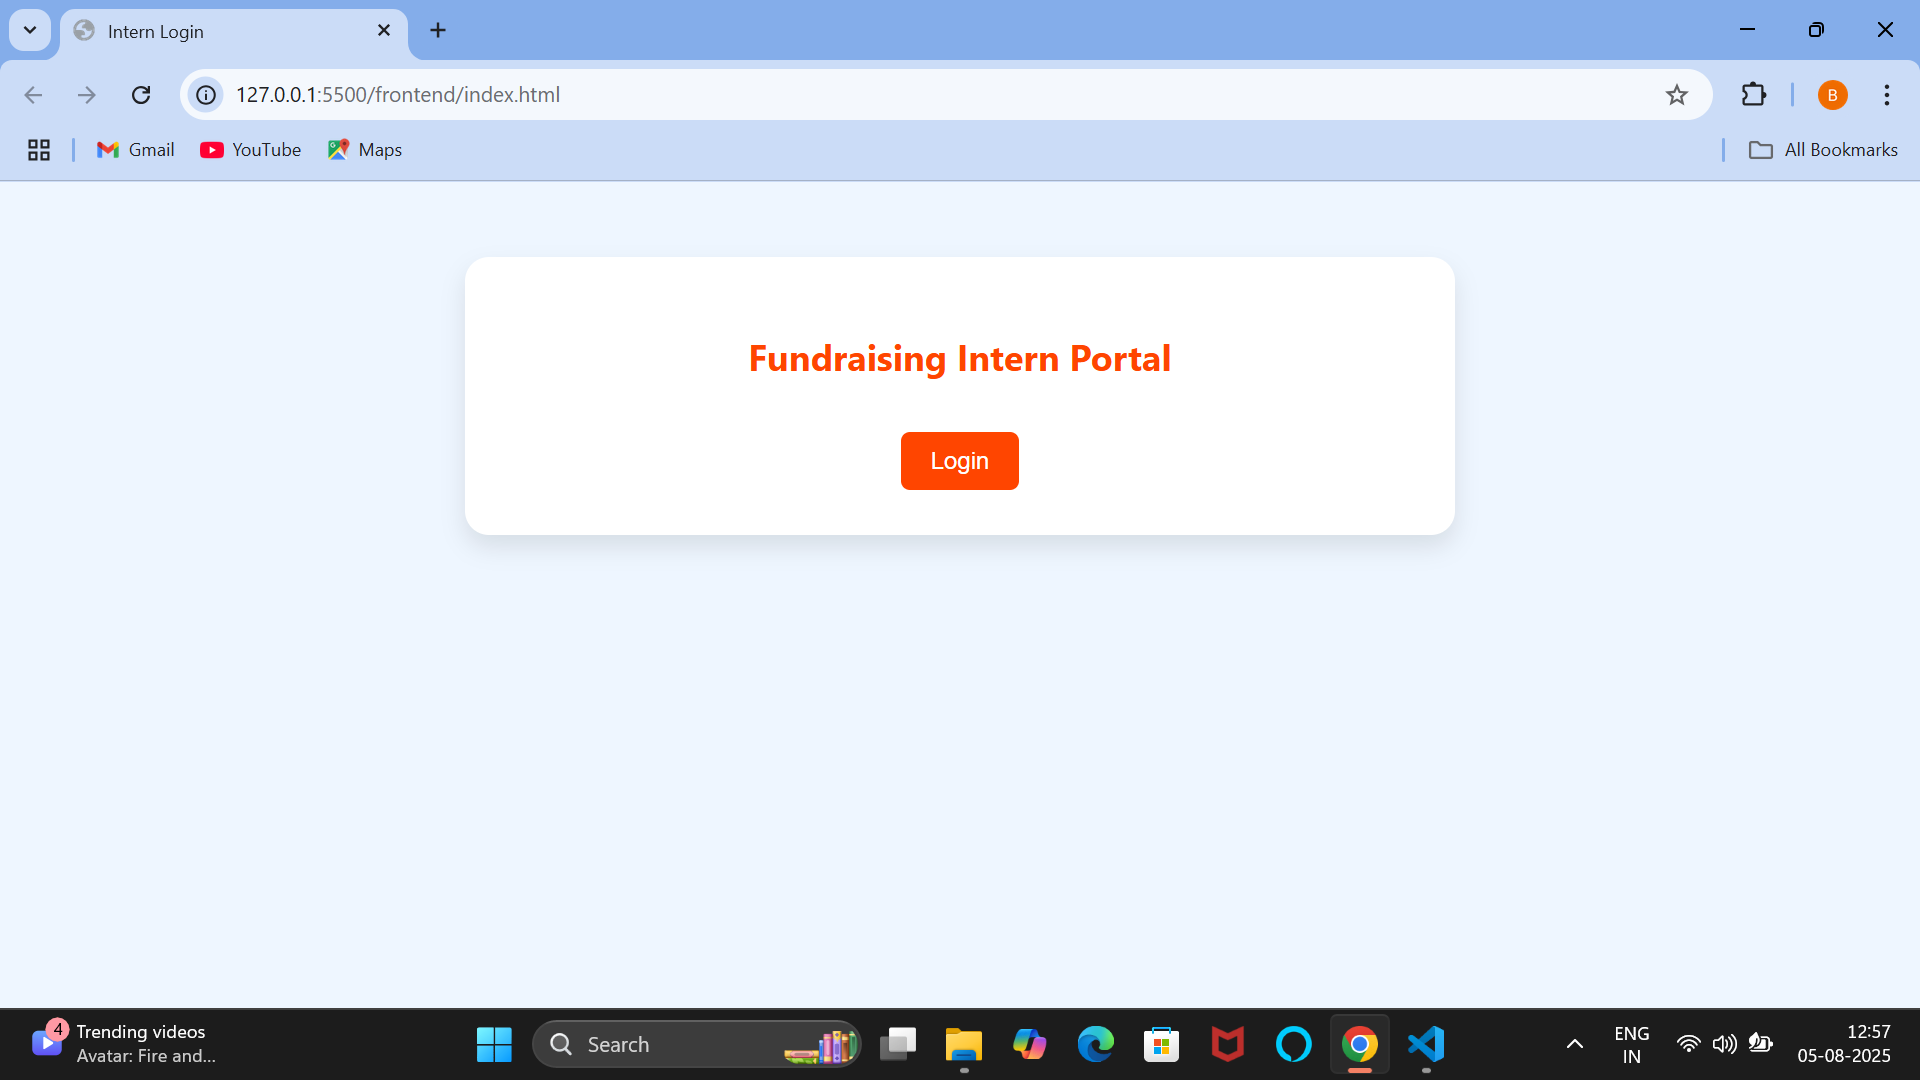 Intern Login
127.0.0.1:5500/frontend/index.html
B
Gmail
YouTube
Maps
All Bookmarks
Fundraising Intern Portal
Login
4
Trending videos
Avatar: Fire and...
Search
ENG
IN
12:57
05-08-2025